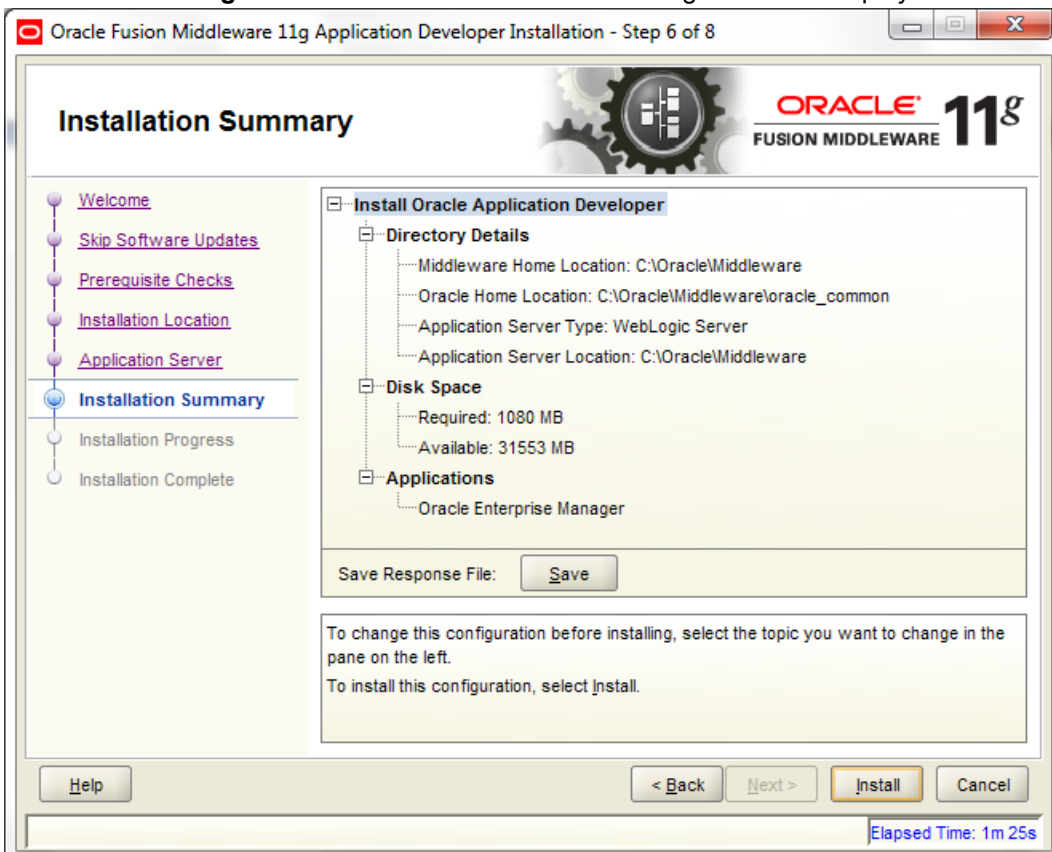 Oracle Fusion Middleware 11g Application Developer Installation - Step 6 of 8
Installation Summary
ORACLE® 11g
FUSION MIDDLEWARE
Welcome
Skip Software Updates
Prerequisite Checks
Installation Location
Application Server
Installation Summary
Installation Progress
Installation Complete
Install Oracle Application Developer
Directory Details
Middleware Home Location: C:\Oracle\Middleware
Oracle Home Location: C:\Oracle\Middleware\oracle_common
Application Server Type: WebLogic Server
Application Server Location: C:\Oracle\Middleware
Disk Space
Required: 1080 MB
Available: 31553 MB
Applications
Oracle Enterprise Manager
Save Response File: Save
To change this configuration before installing, select the topic you want to change in the
pane on the left.
To install this configuration, select Install.
Help < Back Next > Install Cancel
Elapsed Time: 1m 25s